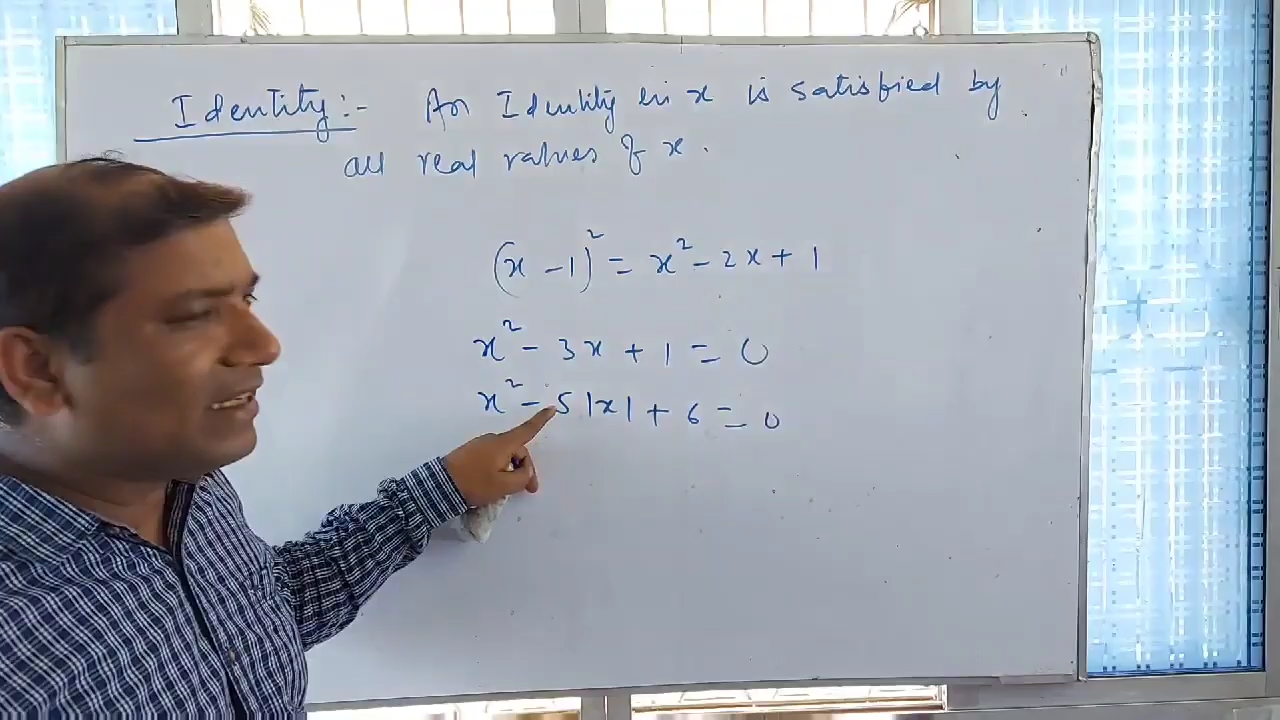 Identity :- An Identity in x is satisfied by
all real values of x .
(x - 1)² = x² - 2x + 1
x² - 3x + 1 = 0
x² - 5|x| + 6 = 0